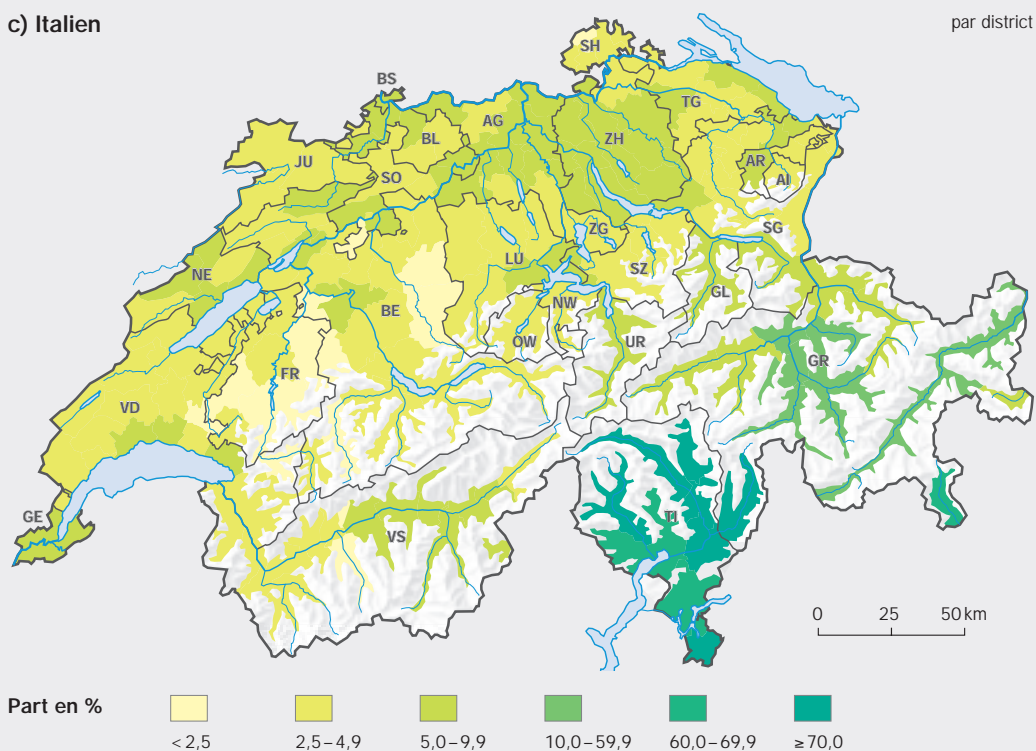 c) Italien
par district
SH
BS
TG
AG
BL
ZH
JU
AR
SO
AI
SG
ZG
LU
NE
SZ
GL
NW
BE
OW
UR
FR
GR
VD
TI
GE
VS
0 25 50 km
Part en %
< 2,5 2,5–4,9 5,0–9,9 10,0–59,9 60,0–69,9 ≥ 70,0